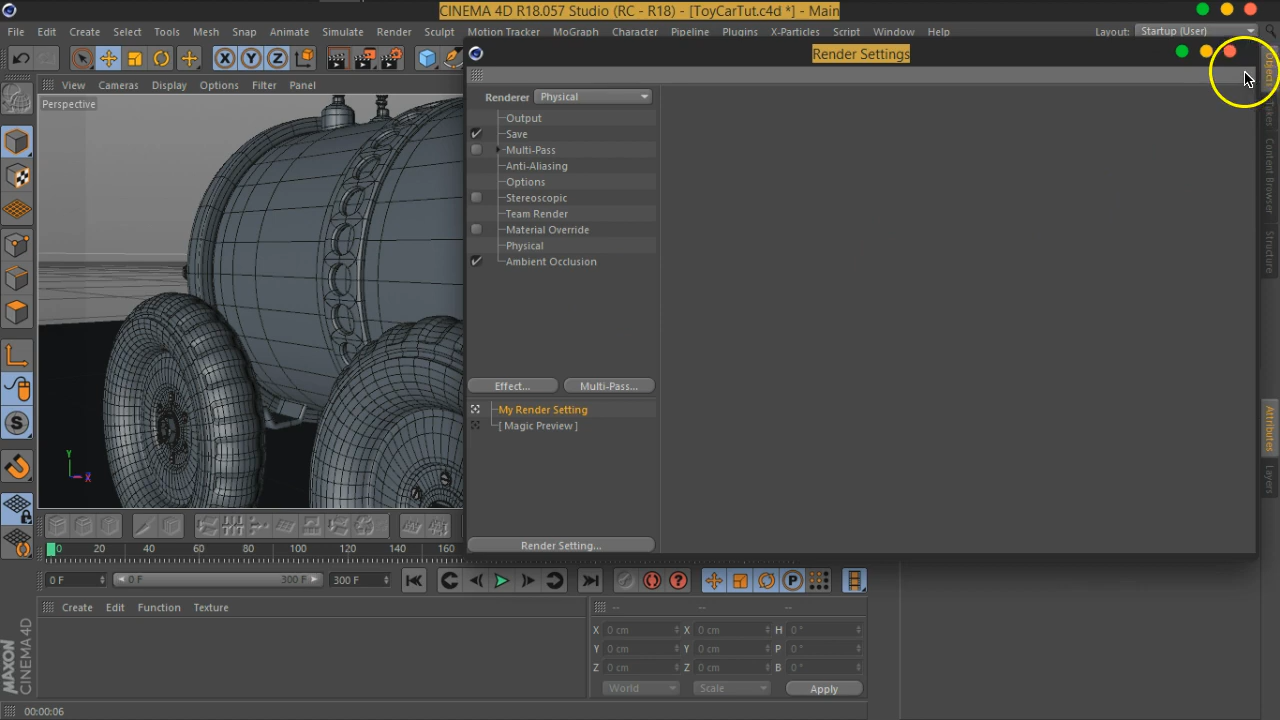 CINEMA 4D R18.057 Studio (RC - R18) - [ToyCarTut.c4d *] - Main
File Edit Create Select Tools Mesh Snap Animate Simulate Render Sculpt Motion Tracker MoGraph Character Pipeline Plugins X-Particles Script Window Help Layout: Startup (User)
Render Settings
X Y Z
View Cameras Display Options Filter Panel
Perspective
Renderer Physical
Output
Save
Multi-Pass
Anti-Aliasing
Options
Stereoscopic
Team Render
Material Override
Physical
Ambient Occlusion
Effect... Multi-Pass...
My Render Setting
[ Magic Preview ]
Render Setting...
Object
Takes
Content Browser
Structure
Attributes
Layers
Y
X
S
0 20 40 60 80 100 120 140 160
0 F 0 F 300 F 300 F
P
Create Edit Function Texture
-- -- --
X 0 cm X 0 cm H 0 °
Y 0 cm Y 0 cm P 0 °
Z 0 cm Z 0 cm B 0 °
World Scale Apply
MAXON
CINEMA 4D
00:00:06